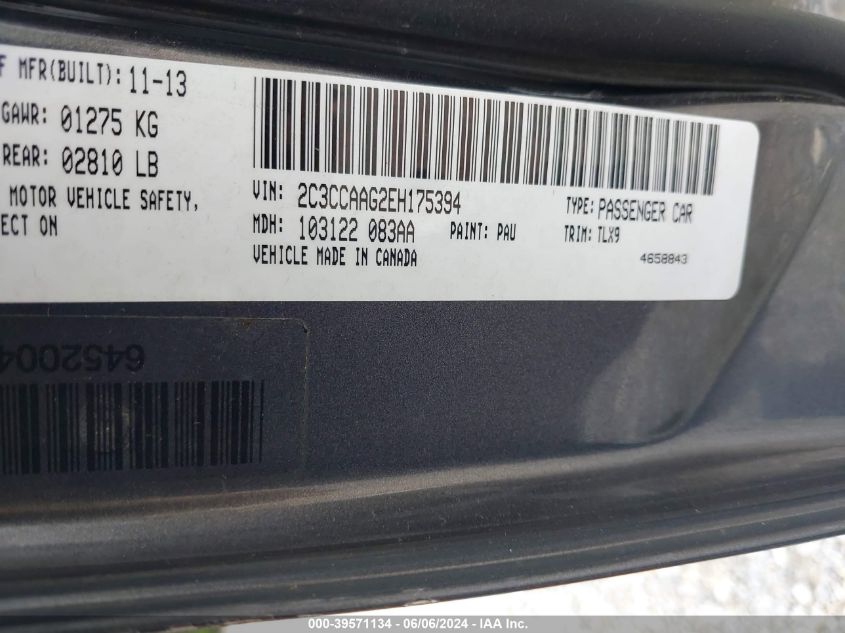 F MFR(BUILT): 11-13
GAWR: 01275 KG
REAR: 02810 LB
MOTOR VEHICLE SAFETY,
ECT ON
VIN: 2C3CCAAG2EH175394
TYPE: PASSENGER CAR
MDH: 103122 083AA PAINT: PAU
TRIM: TLX9
VEHICLE MADE IN CANADA
4658843
6452004
000-39571134 - 06/06/2024 - IAA Inc.